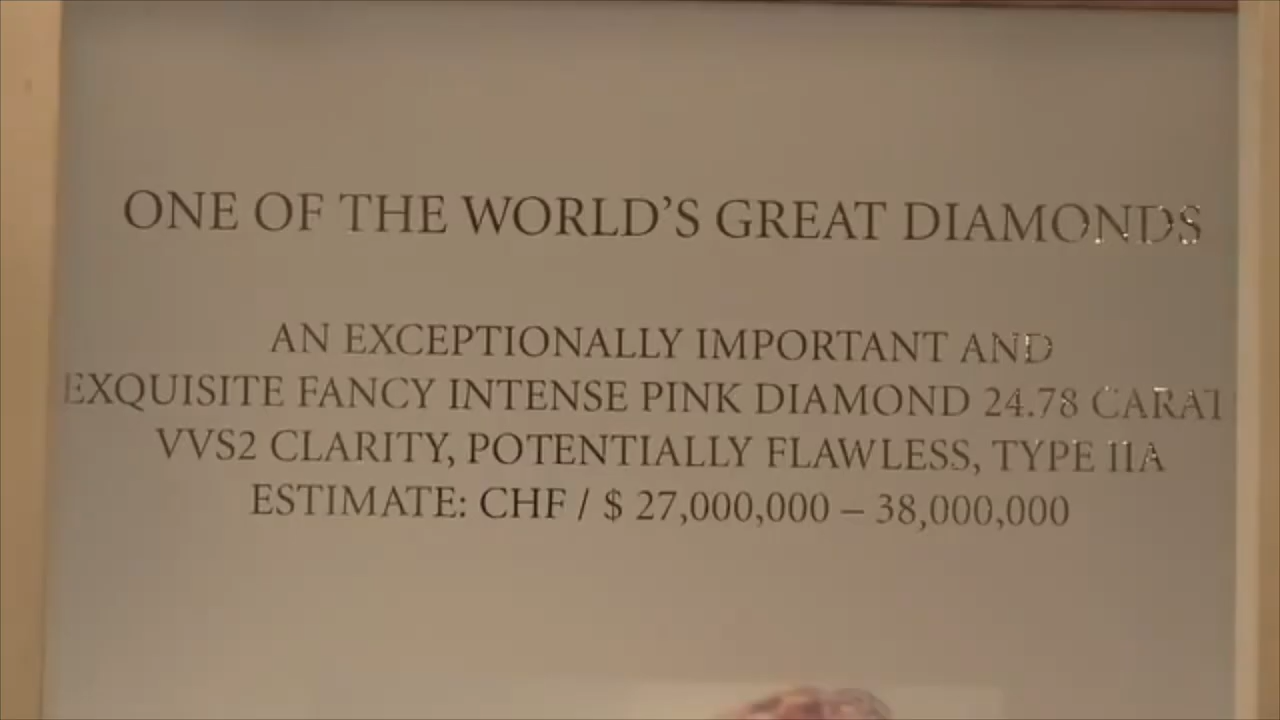 ONE OF THE WORLD'S GREAT DIAMONDS
AN EXCEPTIONALLY IMPORTANT AND
EXQUISITE FANCY INTENSE PINK DIAMOND 24.78 CARAT
VVS2 CLARITY, POTENTIALLY FLAWLESS, TYPE IIA
ESTIMATE: CHF / $ 27,000,000 – 38,000,000